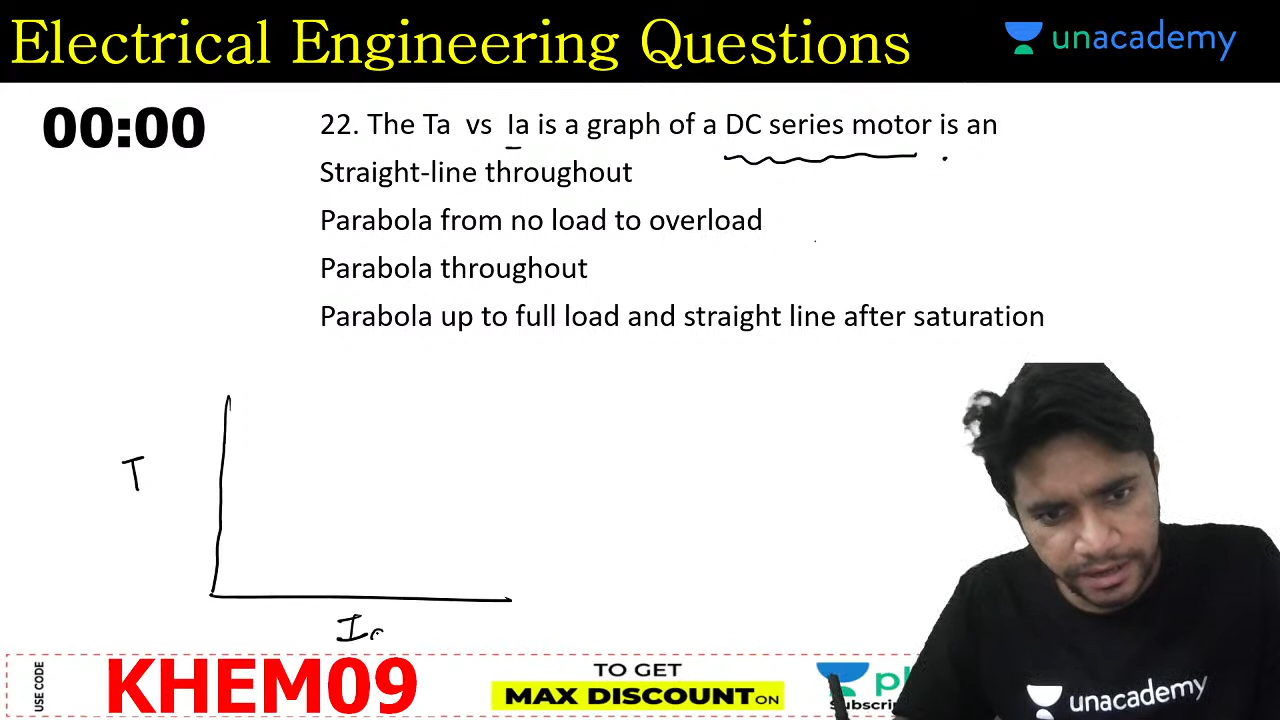 Electrical Engineering Questions
unacademy
00:00
22. The Ta vs Ia is a graph of a DC series motor is an
Straight-line throughout
Parabola from no load to overload
Parabola throughout
Parabola up to full load and straight line after saturation
T
Ia
USE CODE
KHEM09
TO GET
MAX DISCOUNT ON
unacademy